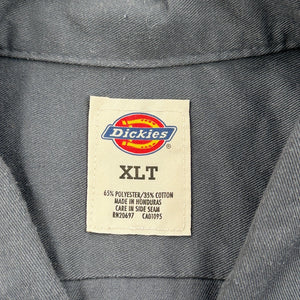 Dickies
®
XLT
65% POLYESTER/35% COTTON
MADE IN HONDURAS
CARE IN SIDE SEAM
RN20697 CA01095